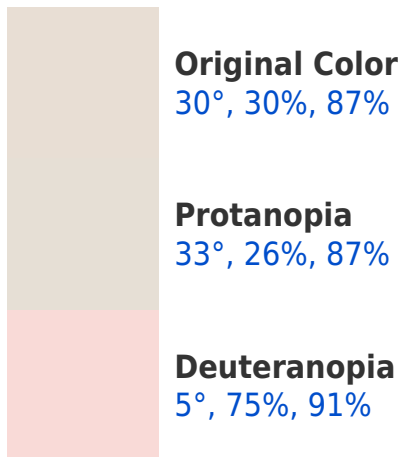 Original Color
30°, 30%, 87%
Protanopia
33°, 26%, 87%
Deuteranopia
5°, 75%, 91%